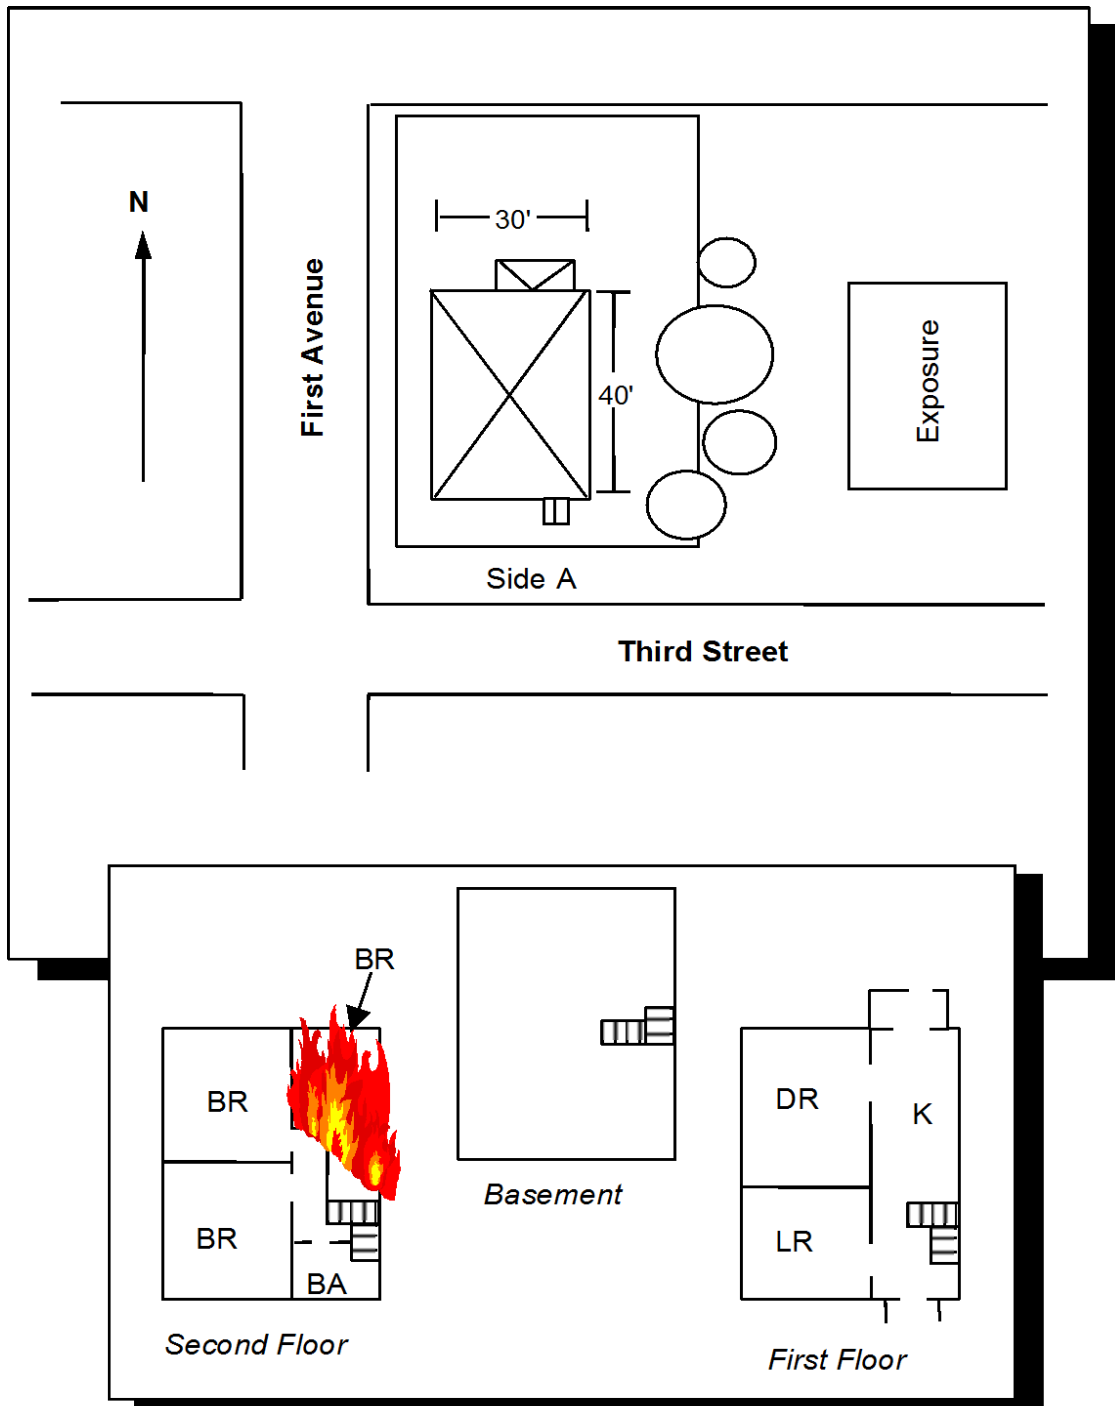 N
30'
First Avenue
40'
Exposure
Side A
Third Street
BR
BR
BR
BA
Second Floor
Basement
DR
K
LR
First Floor